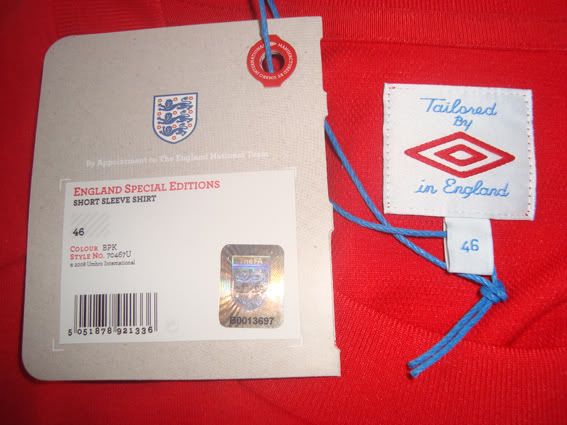 By Appointment to The England National Team
ENGLAND SPECIAL EDITIONS
SHORT SLEEVE SHIRT
46
COLOUR BPK
STYLE NO. 70467U
© 2008 Umbro International
5 051878 921336
THE FA
B0013697
Tailored
By
in England
46